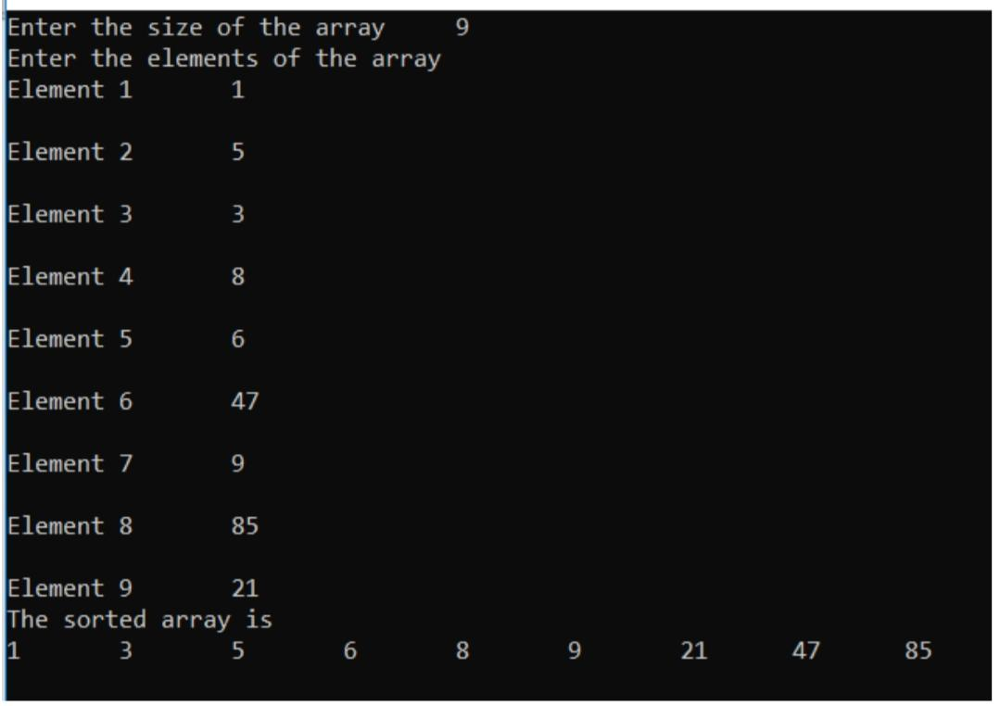 Enter the size of the array     9
Enter the elements of the array
Element 1       1
Element 2       5
Element 3       3
Element 4       8
Element 5       6
Element 6       47
Element 7       9
Element 8       85
Element 9       21
The sorted array is
1       3       5       6       8       9       21      47      85